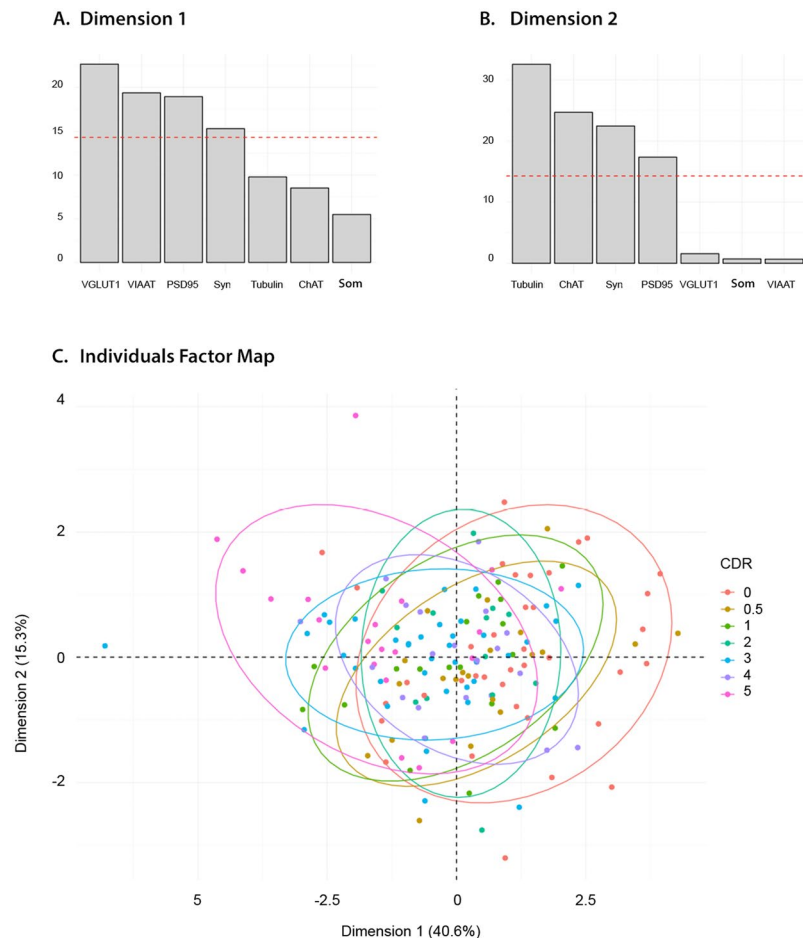 A. Dimension 1
20
15
10
5
0
VGLUT1 VIAAT PSD95 Syn Tubulin ChAT Som
B. Dimension 2
30
20
10
0
Tubulin ChAT Syn PSD95 VGLUT1 Som VIAAT
C. Individuals Factor Map
4
2
0
-2
Dimension 2 (15.3%)
5 -2.5 0 2.5
Dimension 1 (40.6%)
CDR
0
0.5
1
2
3
4
5